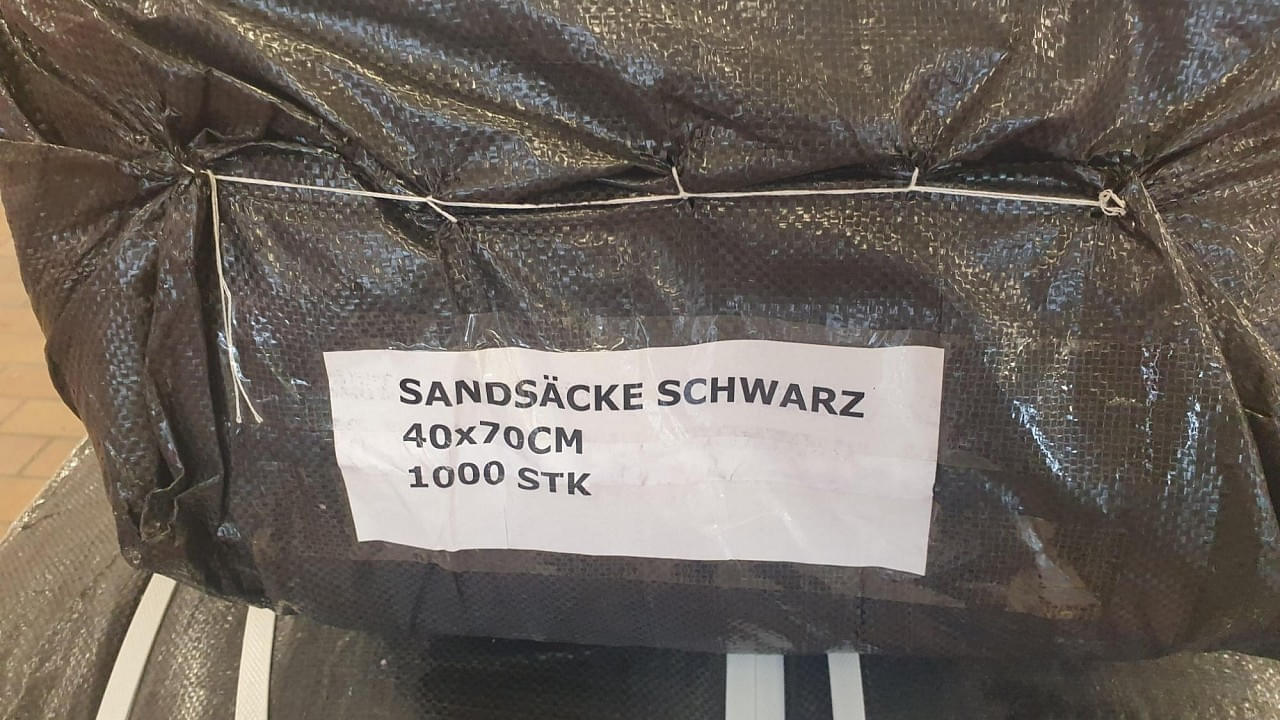 SANDSÄCKE SCHWARZ
40x70CM
1000 STK